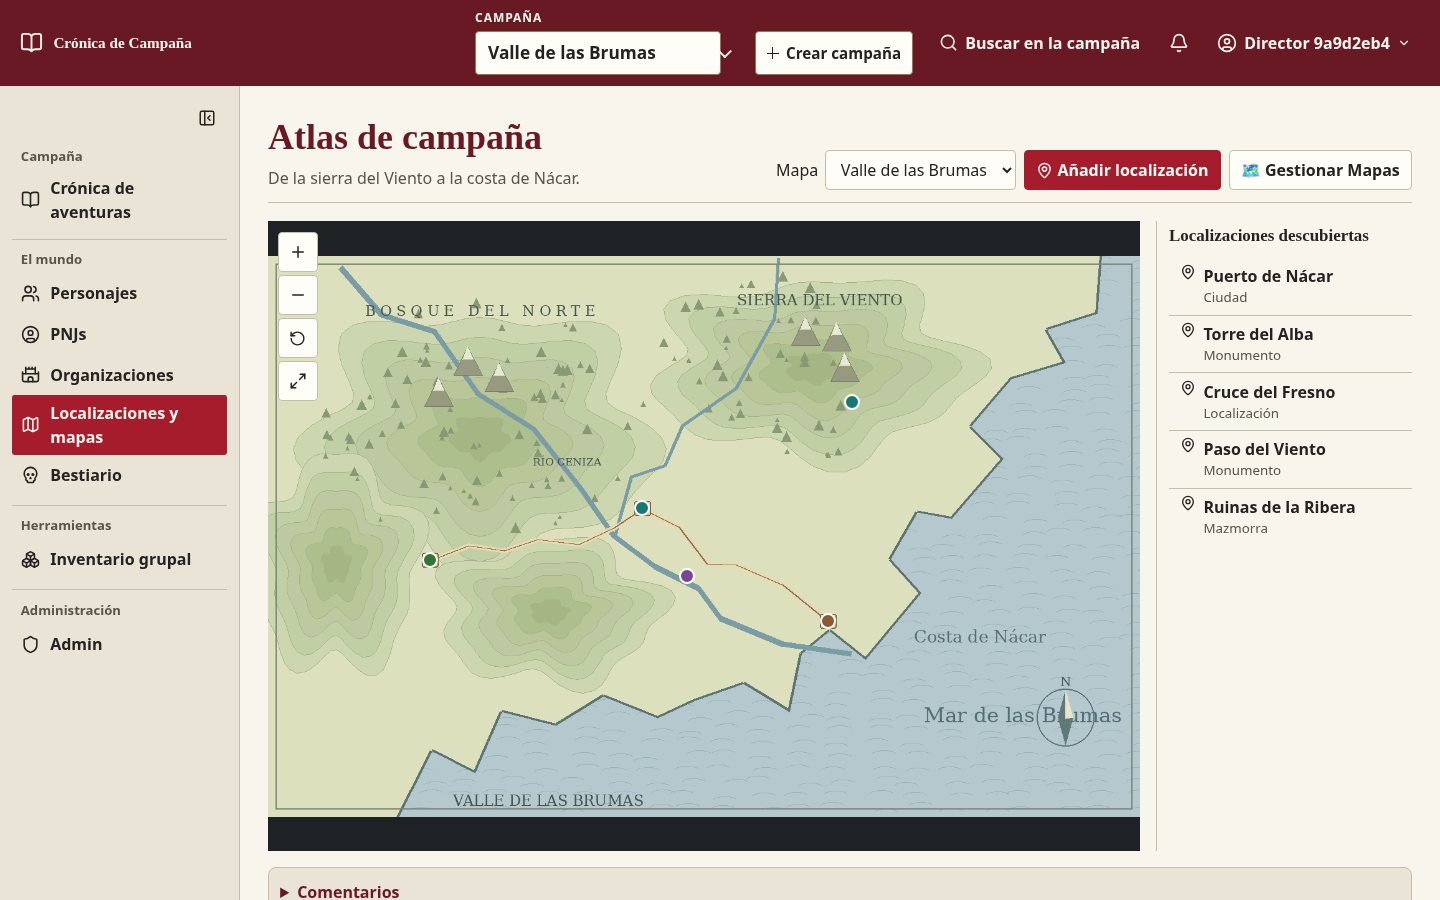 Crónica de Campaña
CAMPAÑA
Valle de las Brumas
Crear campaña
Buscar en la campaña
Director 9a9d2eb4
Campaña
Crónica de
aventuras
El mundo
Personajes
PNJs
Organizaciones
Localizaciones y
mapas
Bestiario
Herramientas
Inventario grupal
Administración
Admin
Atlas de campaña
De la sierra del Viento a la costa de Nácar.
Mapa
Valle de las Brumas
Añadir localización
Gestionar Mapas
BOSQUE DEL NORTE
SIERRA DEL VIENTO
RÍO CENIZA
Costa de Nácar
N
Mar de las Brumas
VALLE DE LAS BRUMAS
Localizaciones descubiertas
Puerto de Nácar
Ciudad
Torre del Alba
Monumento
Cruce del Fresno
Localización
Paso del Viento
Monumento
Ruinas de la Ribera
Mazmorra
Comentarios